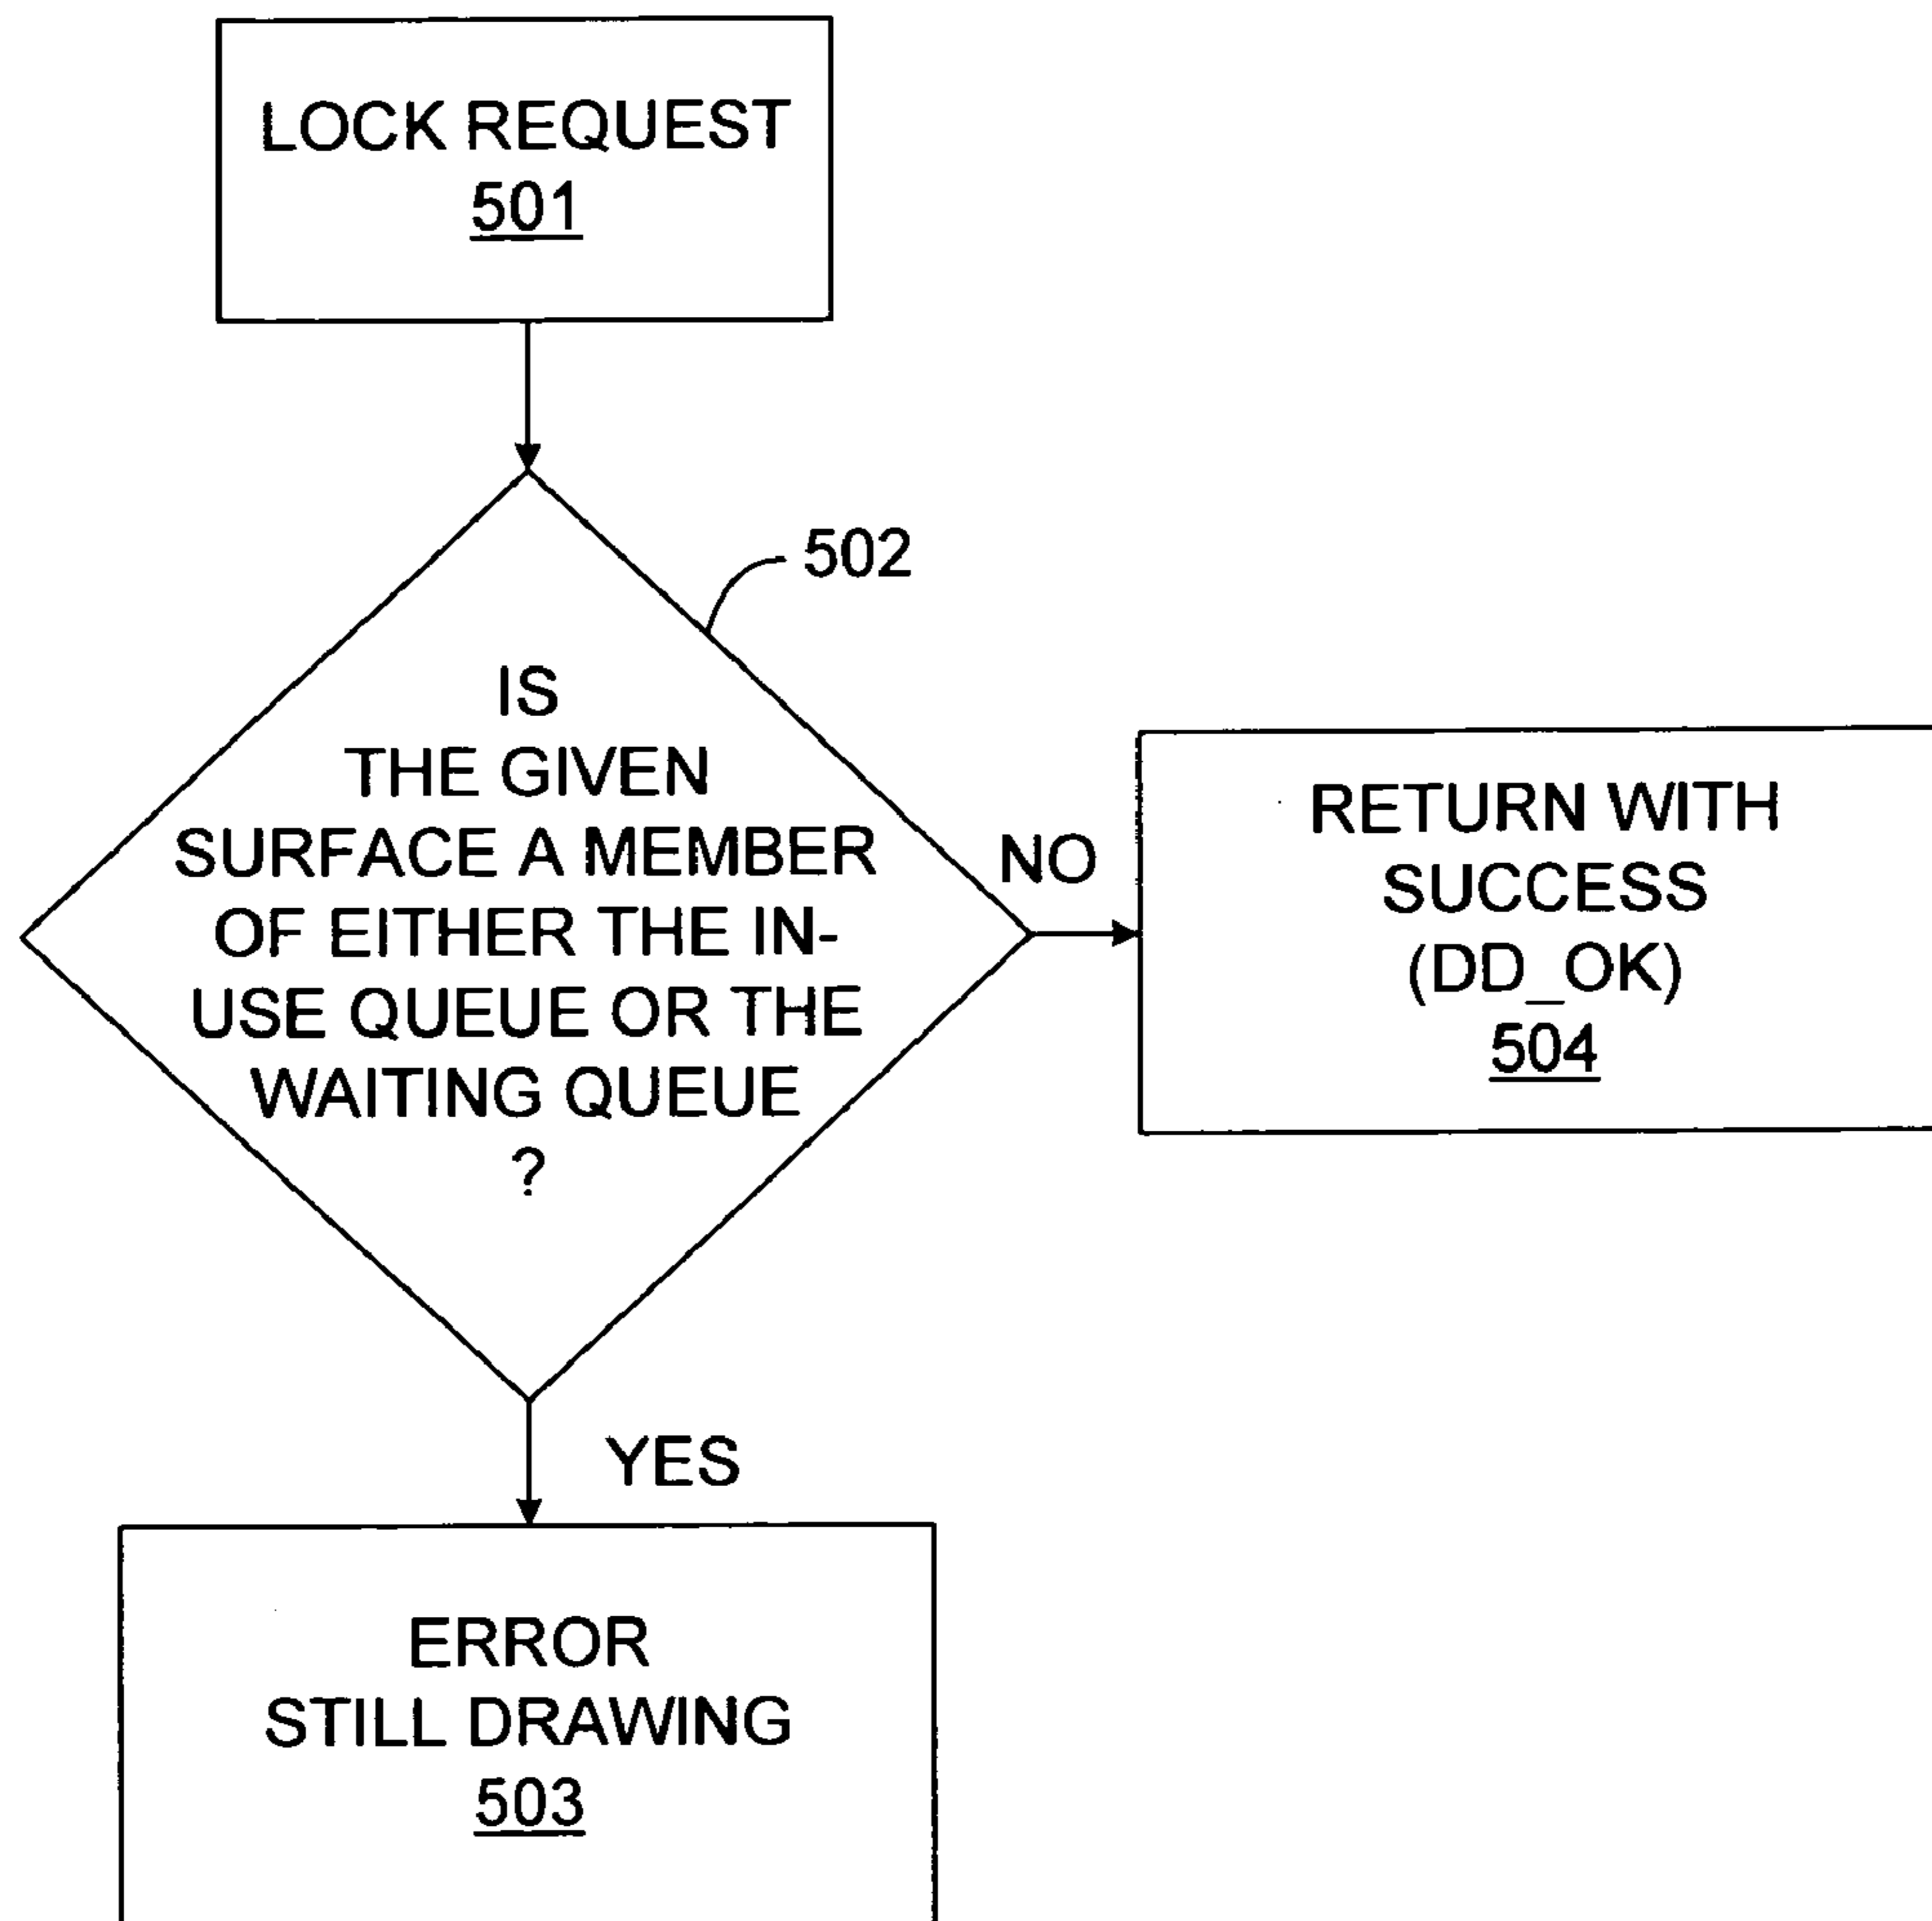 LOCK REQUEST
501
502
IS
THE GIVEN
SURFACE A MEMBER
OF EITHER THE IN-
USE QUEUE OR THE
WAITING QUEUE
?
NO
RETURN WITH
SUCCESS
(DD_OK)
504
YES
ERROR
STILL DRAWING
503